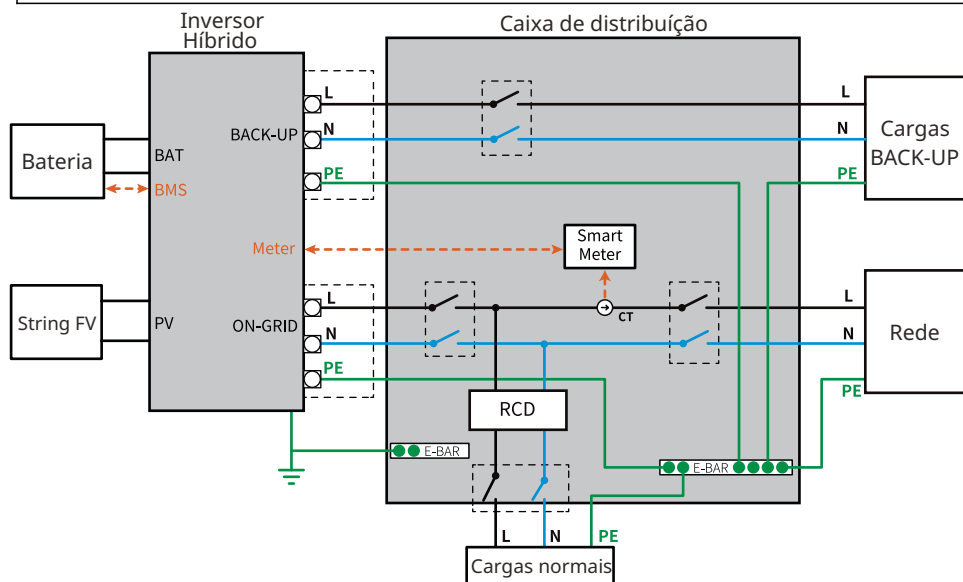 Inversor
Híbrido
Caixa de distribuíção
L
N
PE
BACK-UP
L
N
PE
Cargas
BACK-UP
Bateria
BAT
BMS
Meter
Smart
Meter
CT
String FV
PV
ON-GRID
L
N
PE
L
N
PE
Rede
RCD
E-BAR
E-BAR
L
N
PE
Cargas normais